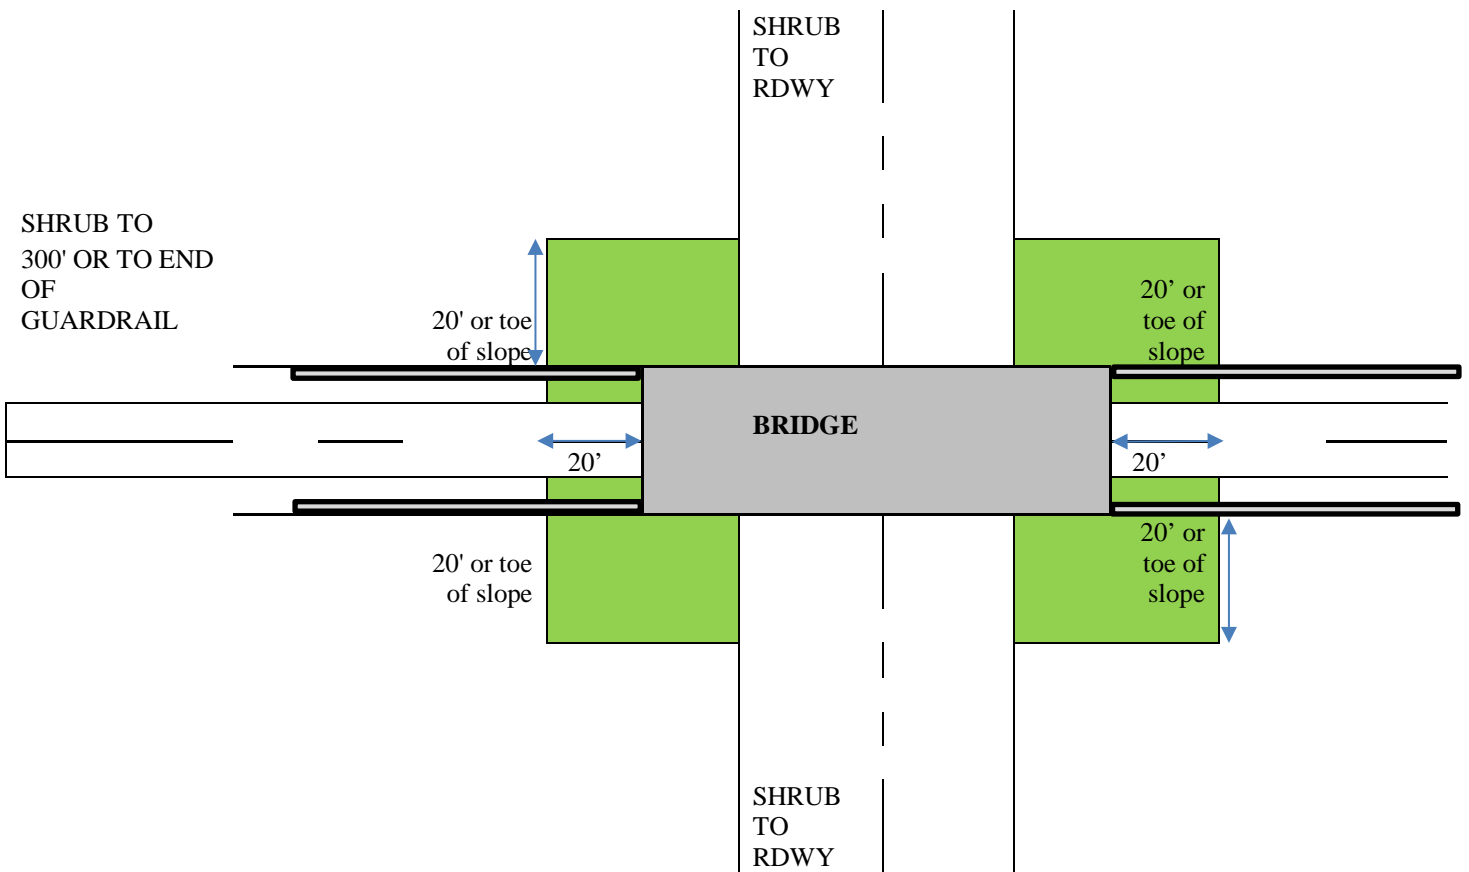 SHRUB
TO
RDWY
SHRUB TO
300' OR TO END
OF
GUARDRAIL
20' or toe
of slope
20’ or
toe of
slope
BRIDGE
20’
20’
20' or toe
of slope
20’ or
toe of
slope
SHRUB
TO
RDWY